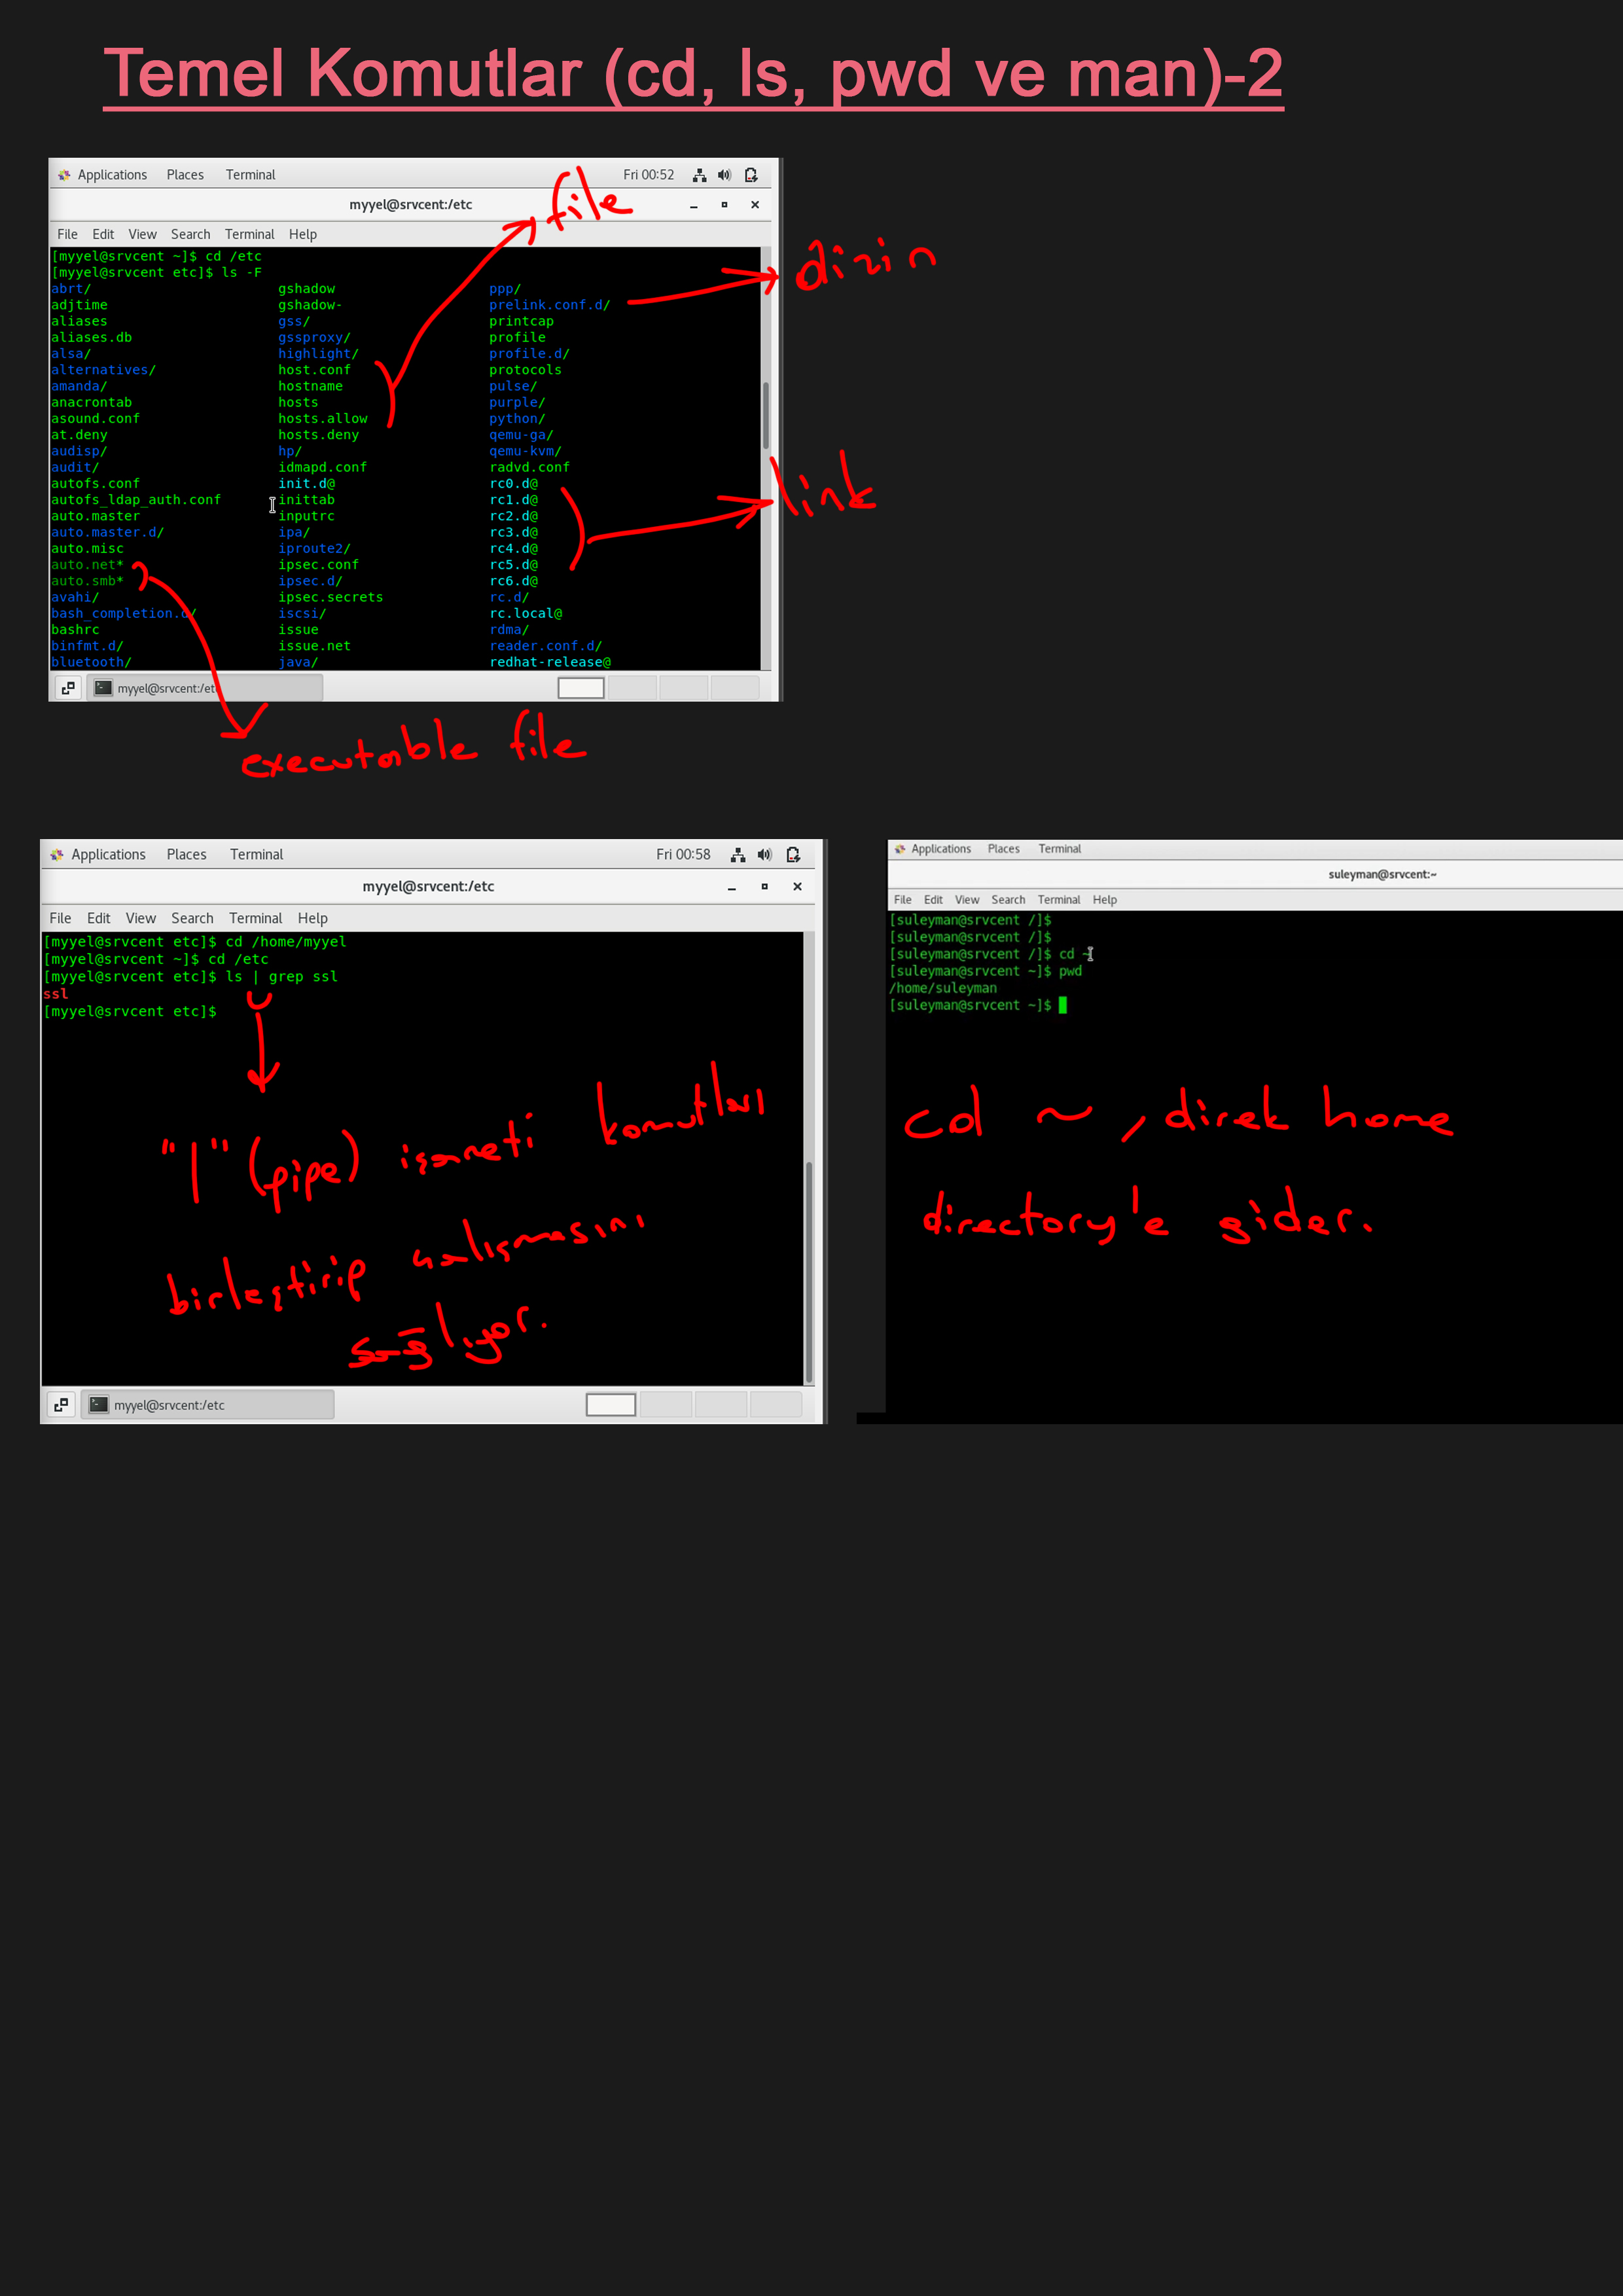 Temel Komutlar (cd, ls, pwd ve man)-2
Applications Places Terminal Fri 00:52
myyel@srvcent:/etc
File Edit View Search Terminal Help
[myyel@srvcent ~]$ cd /etc
[myyel@srvcent etc]$ ls -F
abrt/ gshadow ppp/
adjtime gshadow- prelink.conf.d/
aliases gss/ printcap
aliases.db gssproxy/ profile
alsa/ highlight/ profile.d/
alternatives/ host.conf protocols
amanda/ hostname pulse/
anacrontab hosts purple/
asound.conf hosts.allow python/
at.deny hosts.deny qemu-ga/
audisp/ hp/ qemu-kvm/
audit/ idmapd.conf radvd.conf
autofs.conf init.d@ rc0.d@
autofs_ldap_auth.conf inittab rc1.d@
auto.master inputrc rc2.d@
auto.master.d/ ipa/ rc3.d@
auto.misc iproute2/ rc4.d@
auto.net* ipsec.conf rc5.d@
auto.smb* ipsec.d/ rc6.d@
avahi/ ipsec.secrets rc.d/
bash_completion.d/ iscsi/ rc.local@
bashrc issue rdma/
binfmt.d/ issue.net reader.conf.d/
bluetooth/ java/ redhat-release@
myyel@srvcent:/etc
file
dizin
link
executable file
Applications Places Terminal Fri 00:58
myyel@srvcent:/etc
File Edit View Search Terminal Help
[myyel@srvcent etc]$ cd /home/myyel
[myyel@srvcent ~]$ cd /etc
[myyel@srvcent etc]$ ls | grep ssl
ssl
[myyel@srvcent etc]$
"|" (pipe) işareti komutları
birleştirip çalışmasını
sağlıyor.
myyel@srvcent:/etc
Applications Places Terminal
suleyman@srvcent:~
File Edit View Search Terminal Help
[suleyman@srvcent /]$
[suleyman@srvcent /]$
[suleyman@srvcent /]$ cd ~
[suleyman@srvcent ~]$ pwd
/home/suleyman
[suleyman@srvcent ~]$
cd ~ , direk home
directory'e gider.